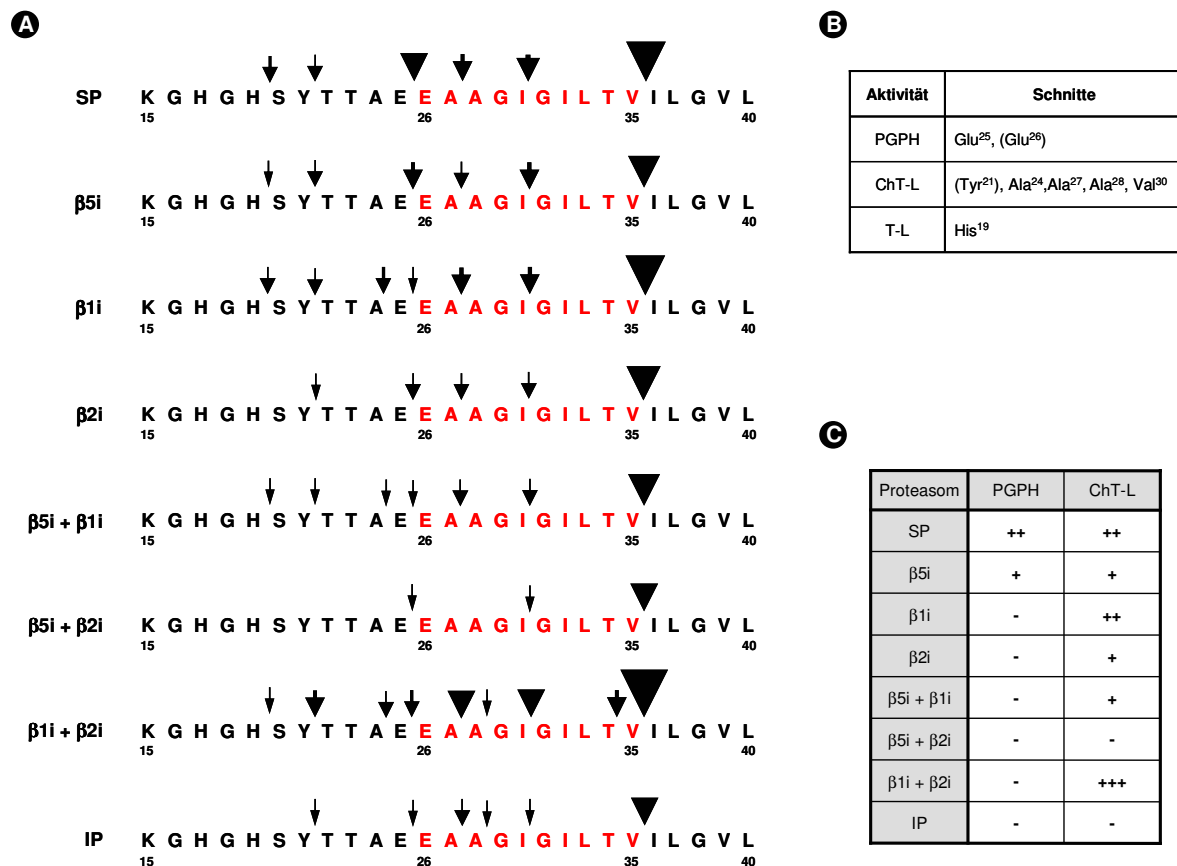 A
SP
K G H G H S Y T T A E E A A G I G I L T V I L G V L
15 26 35 40
β5i
K G H G H S Y T T A E E A A G I G I L T V I L G V L
15 26 35 40
β1i
K G H G H S Y T T A E E A A G I G I L T V I L G V L
15 26 35 40
β2i
K G H G H S Y T T A E E A A G I G I L T V I L G V L
15 26 35 40
β5i + β1i
K G H G H S Y T T A E E A A G I G I L T V I L G V L
15 26 35 40
β5i + β2i
K G H G H S Y T T A E E A A G I G I L T V I L G V L
15 26 35 40
β1i + β2i
K G H G H S Y T T A E E A A G I G I L T V I L G V L
15 26 35 40
IP
K G H G H S Y T T A E E A A G I G I L T V I L G V L
15 26 35 40
B
Aktivität Schnitte
PGPH Glu²⁵, (Glu²⁶)
ChT-L (Tyr²¹), Ala²⁴,Ala²⁷, Ala²⁸, Val³⁰
T-L His¹⁹
C
Proteasom PGPH ChT-L
SP ++ ++
β5i + +
β1i - ++
β2i - +
β5i + β1i - +
β5i + β2i - -
β1i + β2i - +++
IP - -